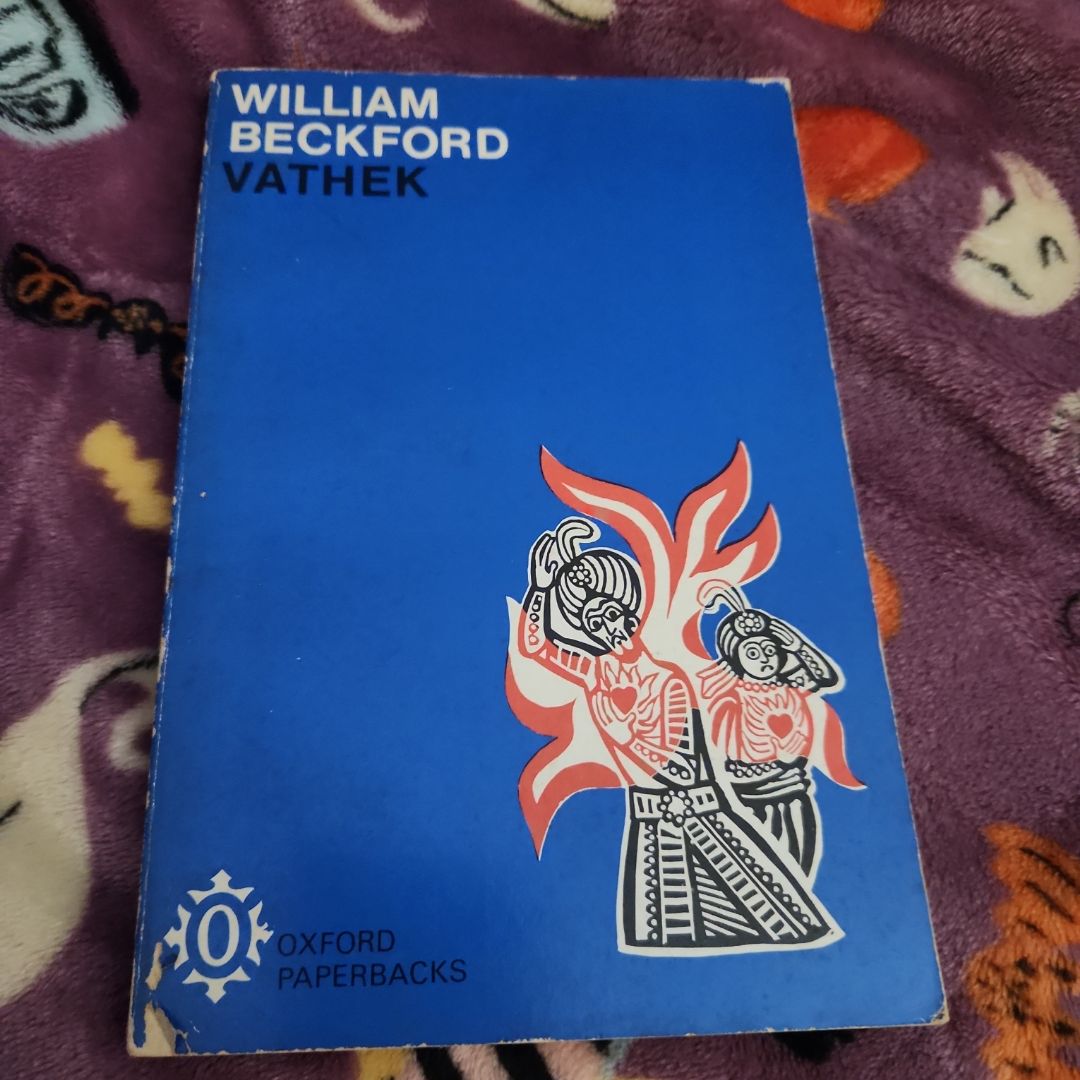 WILLIAM
BECKFORD
VATHEK
O
OXFORD
PAPERBACKS